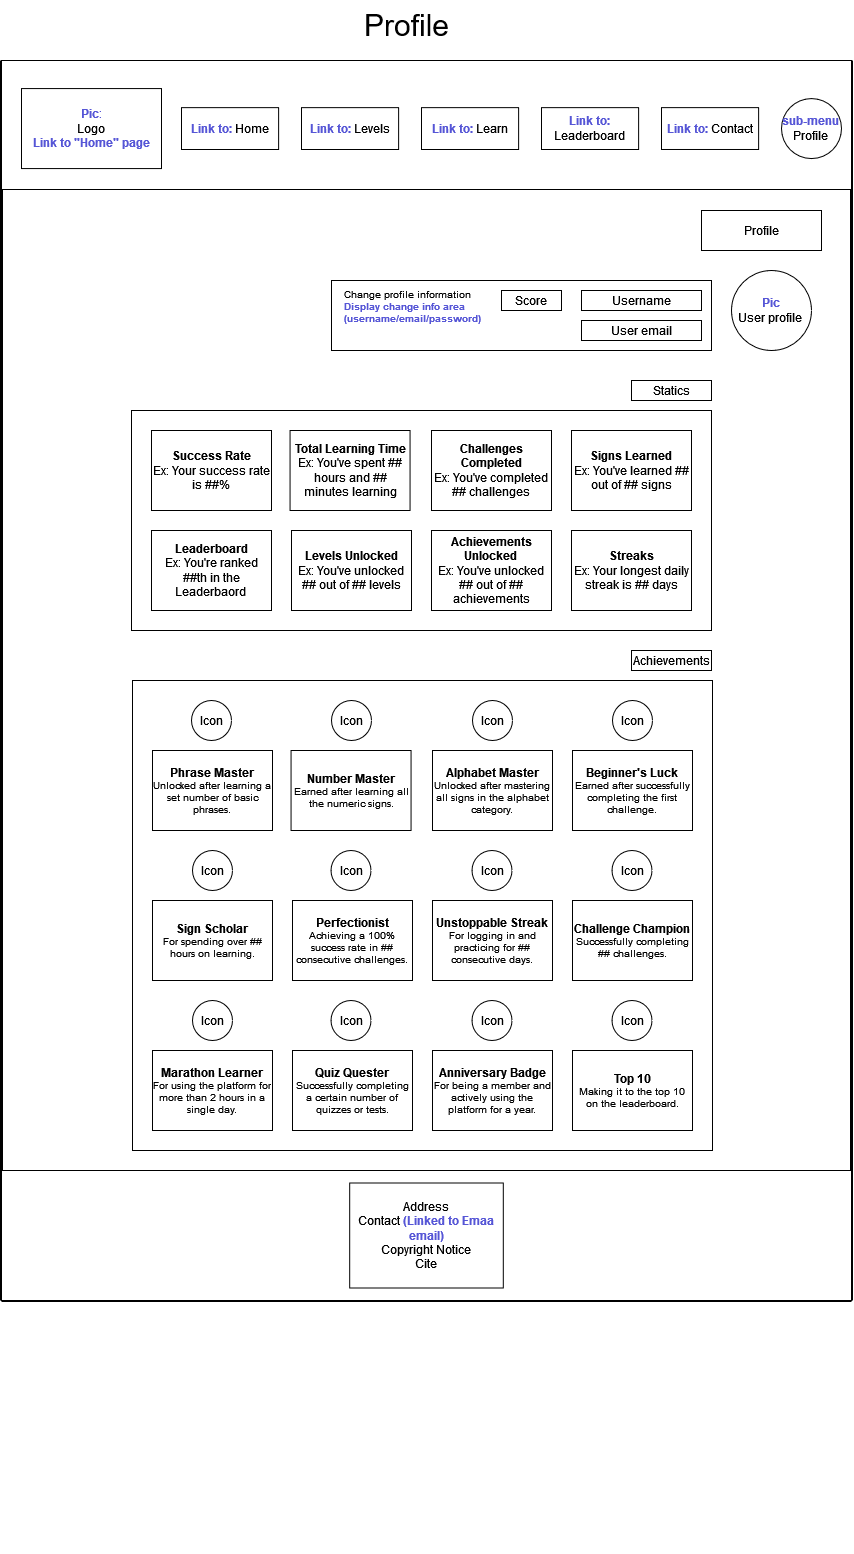 Profile
Pic:
Logo
Link to "Home" page
Link to: Home
Link to: Levels
Link to: Learn
Link to:
Leaderboard
Link to: Contact
sub-menu
Profile
Profile
Change profile information
Display change info area
(username/email/password)
Score
Username
User email
Pic
User profile
Statics
Success Rate
Ex: Your success rate
is ##%
Total Learning Time
Ex: You've spent ##
hours and ##
minutes learning
Challenges
Completed
Ex: You've completed
## challenges
Signs Learned
Ex: You've learned ##
out of ## signs
Leaderboard
Ex: You're ranked
##th in the
Leaderbaord
Levels Unlocked
Ex: You've unlocked
## out of ## levels
Achievements
Unlocked
Ex: You've unlocked
## out of ##
achievements
Streaks
Ex: Your longest daily
streak is ## days
Achievements
Icon
Icon
Icon
Icon
Phrase Master
Unlocked after learning a
set number of basic
phrases.
Number Master
Earned after learning all
the numeric signs.
Alphabet Master
Unlocked after mastering
all signs in the alphabet
category.
Beginner's Luck
Earned after successfully
completing the first
challenge.
Icon
Icon
Icon
Icon
Sign Scholar
For spending over ##
hours on learning.
Perfectionist
Achieving a 100%
success rate in ##
consecutive challenges.
Unstoppable Streak
For logging in and
practicing for ##
consecutive days.
Challenge Champion
Successfully completing
## challenges.
Icon
Icon
Icon
Icon
Marathon Learner
For using the platform for
more than 2 hours in a
single day.
Quiz Quester
Successfully completing
a certain number of
quizzes or tests.
Anniversary Badge
For being a member and
actively using the
platform for a year.
Top 10
Making it to the top 10
on the leaderboard.
Address
Contact (Linked to Emaa
email)
Copyright Notice
Cite